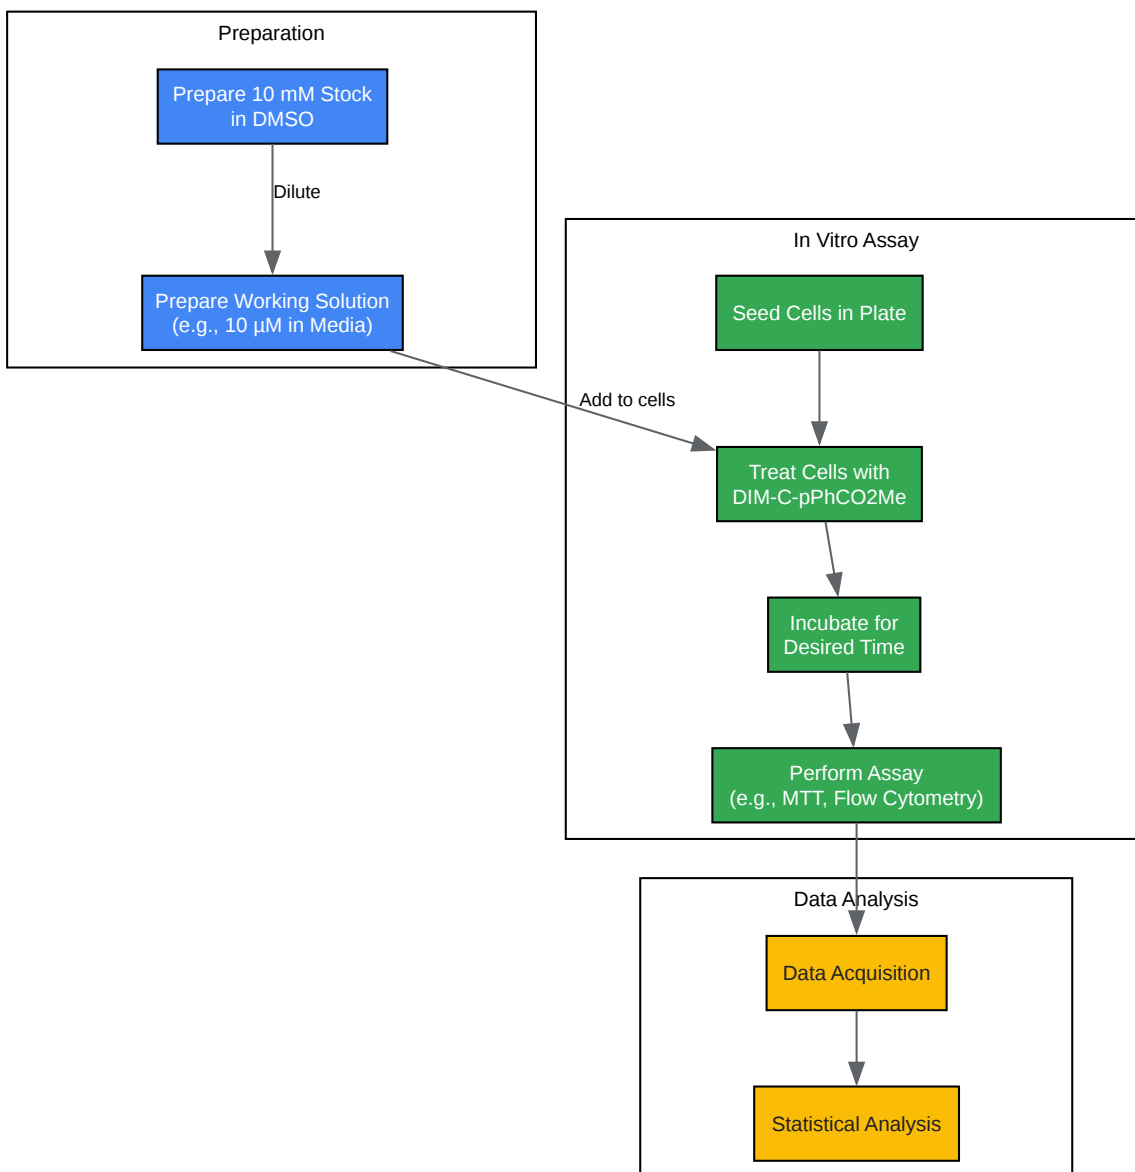 Preparation
Prepare 10 mM Stock
in DMSO
Dilute
Prepare Working Solution
(e.g., 10 µM in Media)
Add to cells
In Vitro Assay
Seed Cells in Plate
Treat Cells with
DIM-C-pPhCO2Me
Incubate for
Desired Time
Perform Assay
(e.g., MTT, Flow Cytometry)
Data Analysis
Data Acquisition
Statistical Analysis